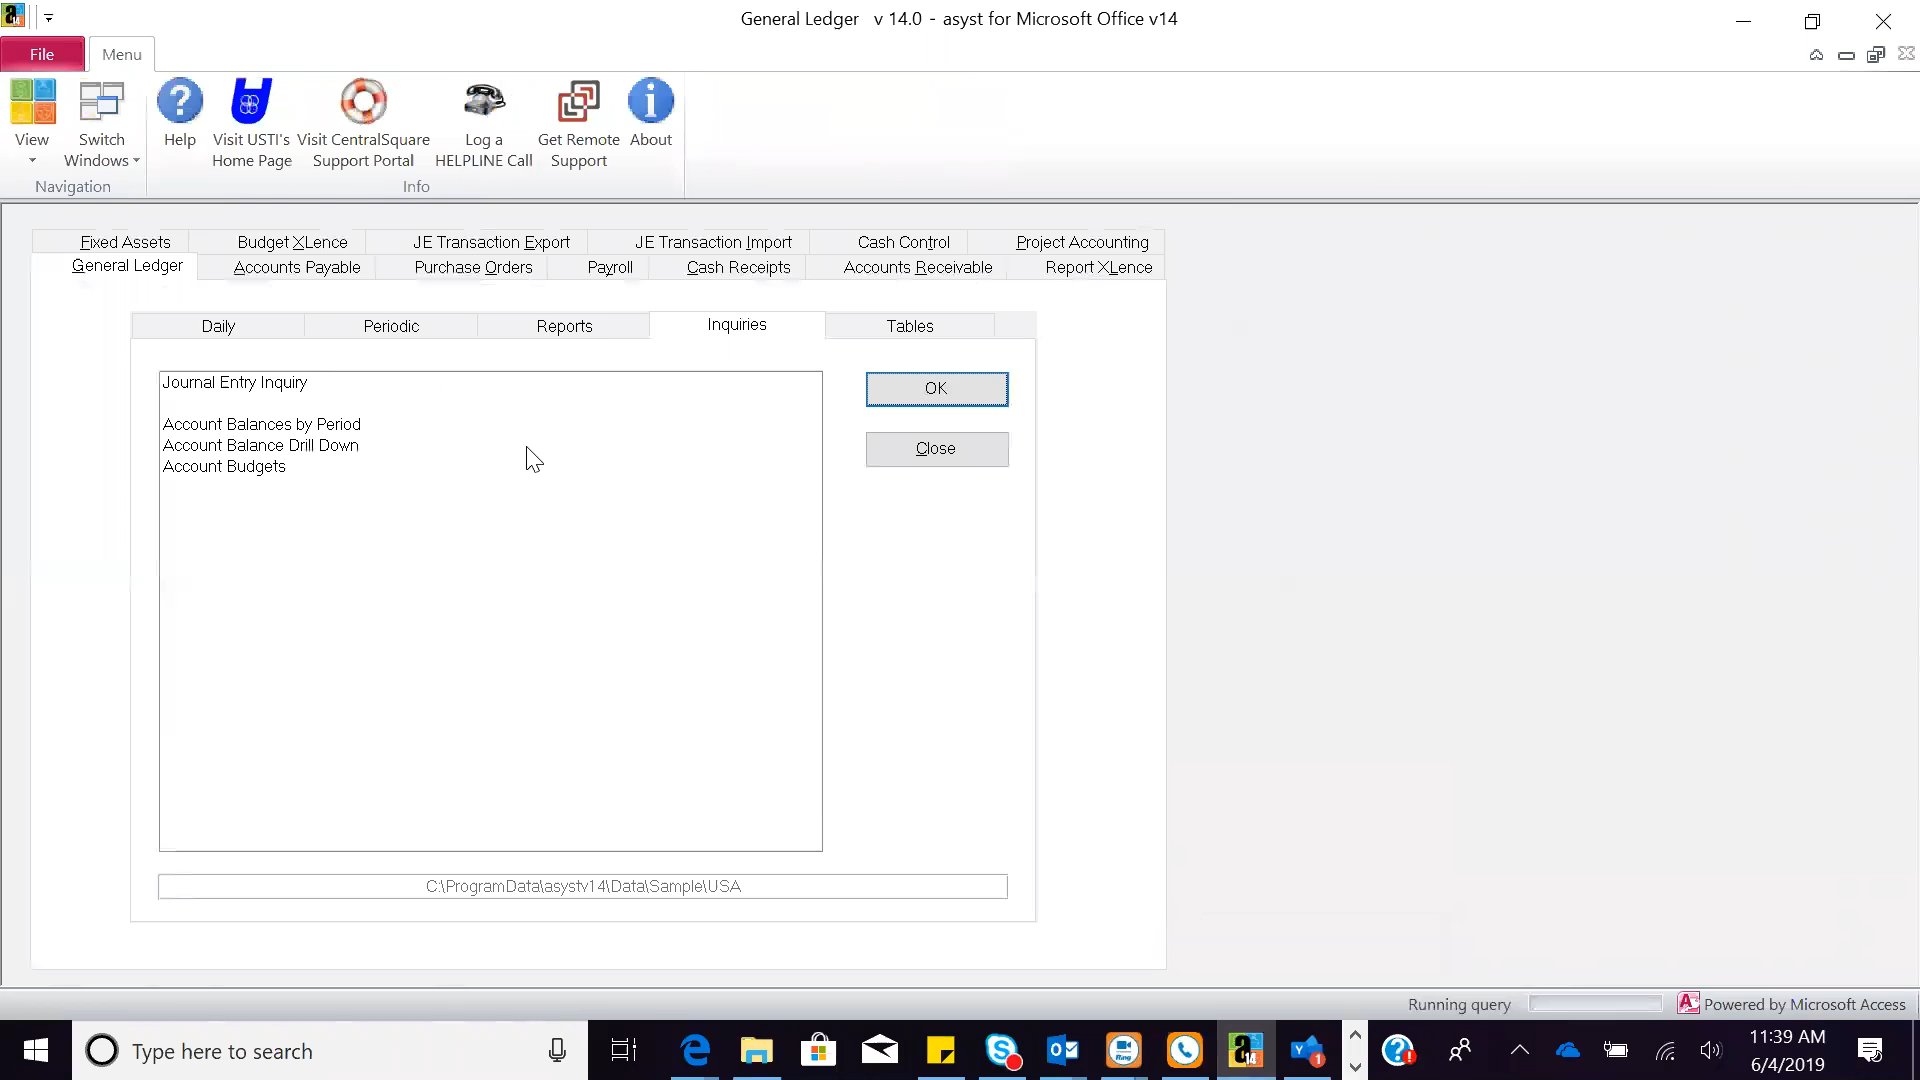 General Ledger v 14.0 - asyst for Microsoft Office v14
File
Menu
View
Switch
Windows
Help
Visit USTI's
Home Page
Visit CentralSquare
Support Portal
Log a
HELPLINE Call
Get Remote
Support
About
Navigation
Info
Fixed Assets
Budget XLence
JE Transaction Export
JE Transaction Import
Cash Control
Project Accounting
General Ledger
Accounts Payable
Purchase Orders
Payroll
Cash Receipts
Accounts Receivable
Report XLence
Daily
Periodic
Reports
Inquiries
Tables
Journal Entry Inquiry
Account Balances by Period
Account Balance Drill Down
Account Budgets
OK
Close
C:\ProgramData\asystv14\Data\Sample\USA
Running query
Powered by Microsoft Access
Type here to search
11:39 AM
6/4/2019